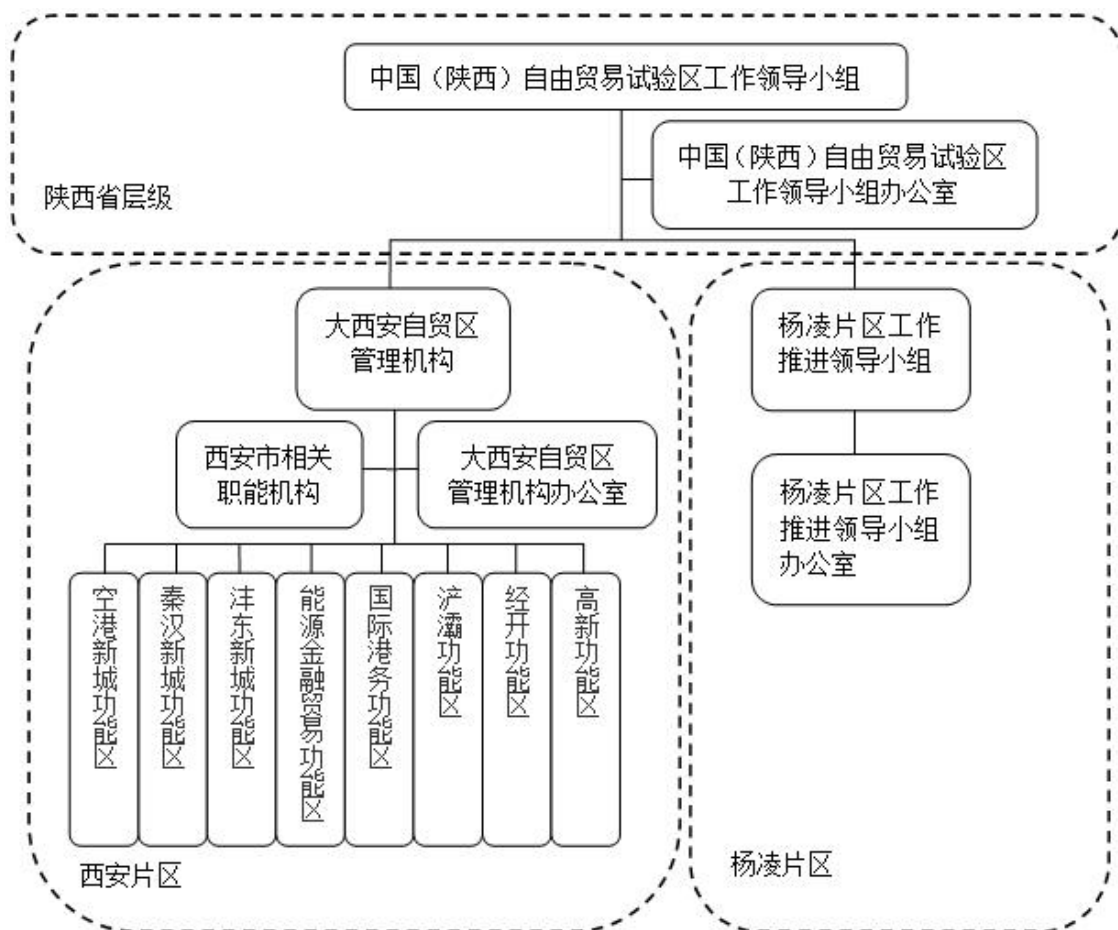 中国（陕西）自由贸易试验区工作领导小组
中国（陕西）自由贸易试验区
工作领导小组办公室
陕西省层级
大西安自贸区
管理机构
杨凌片区工作
推进领导小组
西安市相关
职能机构
大西安自贸区
管理机构办公室
杨凌片区工作
推进领导小组
办公室
空港新城功能区
秦汉新城功能区
沣东新城功能区
能源金融贸易功能区
国际港务功能区
浐灞功能区
经开功能区
高新功能区
西安片区
杨凌片区